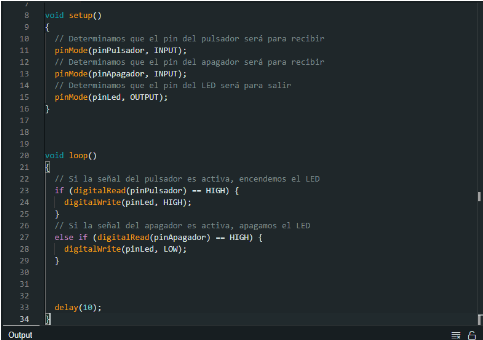 7
8 void setup()
9 {
10 // Determinamos que el pin del pulsador será para recibir
11 pinMode(pinPulsador, INPUT);
12 // Determinamos que el pin del apagador será para recibir
13 pinMode(pinApagador, INPUT);
14 // Determinamos que el pin del LED será para salir
15 pinMode(pinLed, OUTPUT);
16 }
17
18
19
20 void loop()
21 {
22 // Si la señal del pulsador es activa, encendemos el LED
23 if (digitalRead(pinPulsador) == HIGH) {
24 digitalWrite(pinLed, HIGH);
25 }
26 // Si la señal del apagador es activa, apagamos el LED
27 else if (digitalRead(pinApagador) == HIGH) {
28 digitalWrite(pinLed, LOW);
29 }
30
31
32
33 delay(10);
34 }
Output